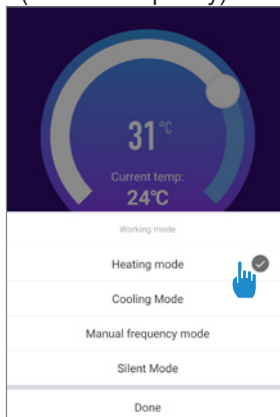 31 °C
Current temp:
24°C
Working mode
Heating mode
Cooling Mode
Manual frequency mode
Silent Mode
Done